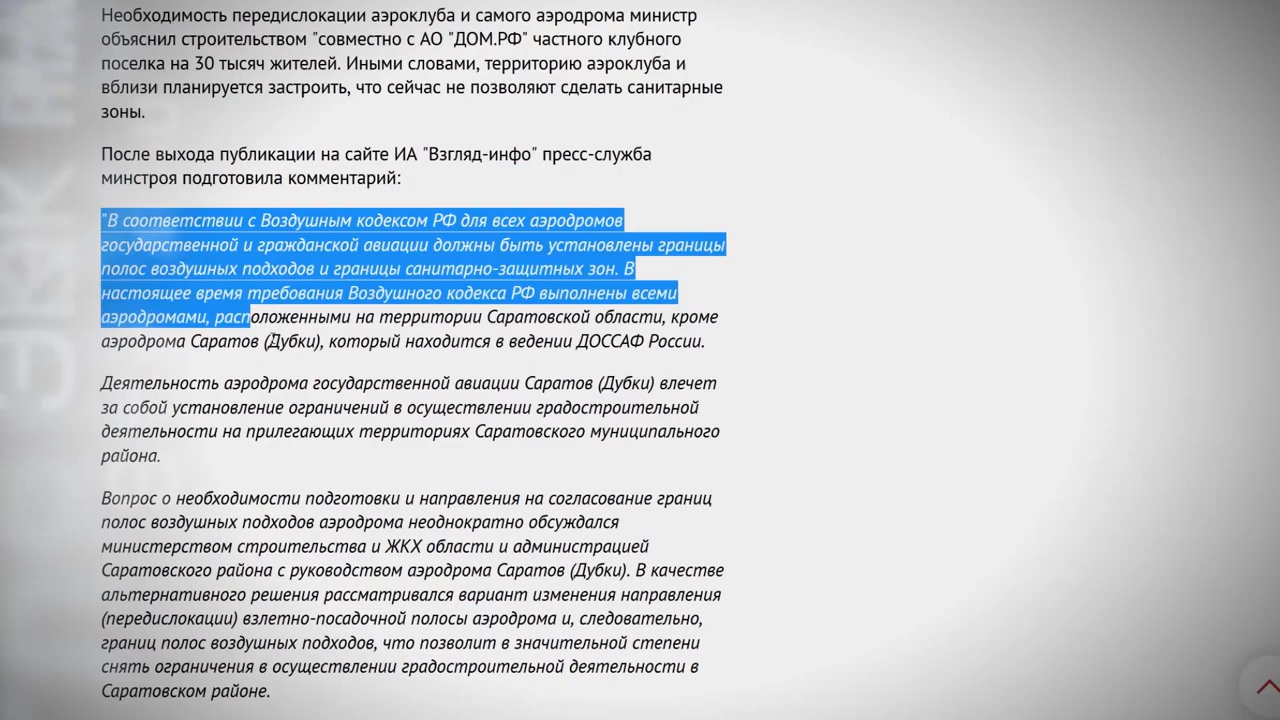 Необходимость передислокации аэроклуба и самого аэродрома министр
объяснил строительством "совместно с АО "ДОМ.РФ" частного клубного
поселка на 30 тысяч жителей. Иными словами, территорию аэроклуба и
вблизи планируется застроить, что сейчас не позволяют сделать санитарные
зоны.
После выхода публикации на сайте ИА "Взгляд-инфо" пресс-служба
минстроя подготовила комментарий:
"В соответствии с Воздушным кодексом РФ для всех аэродромов
государственной и гражданской авиации должны быть установлены границы
полос воздушных подходов и границы санитарно-защитных зон. В
настоящее время требования Воздушного кодекса РФ выполнены всеми
аэродромами, расположенными на территории Саратовской области, кроме
аэродрома Саратов (Дубки), который находится в ведении ДОССАФ России.
Деятельность аэродрома государственной авиации Саратов (Дубки) влечет
за собой установление ограничений в осуществлении градостроительной
деятельности на прилегающих территориях Саратовского муниципального
района.
Вопрос о необходимости подготовки и направления на согласование границ
полос воздушных подходов аэродрома неоднократно обсуждался
министерством строительства и ЖКХ области и администрацией
Саратовского района с руководством аэродрома Саратов (Дубки). В качестве
альтернативного решения рассматривался вариант изменения направления
(передислокации) взлетно-посадочной полосы аэродрома и, следовательно,
границ полос воздушных подходов, что позволит в значительной степени
снять ограничения в осуществлении градостроительной деятельности в
Саратовском районе.